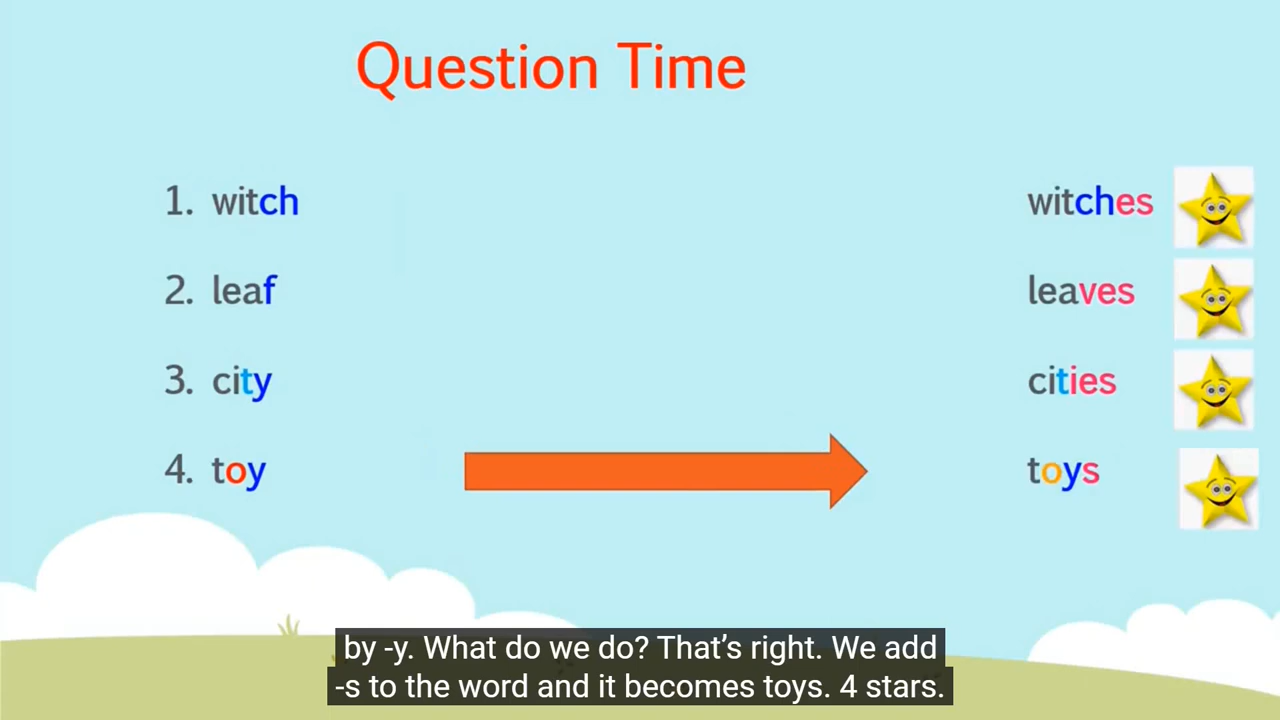 Question Time
1. witch witches
2. leaf leaves
3. city cities
4. toy toys
by -y. What do we do? That's right. We add
-s to the word and it becomes toys. 4 stars.